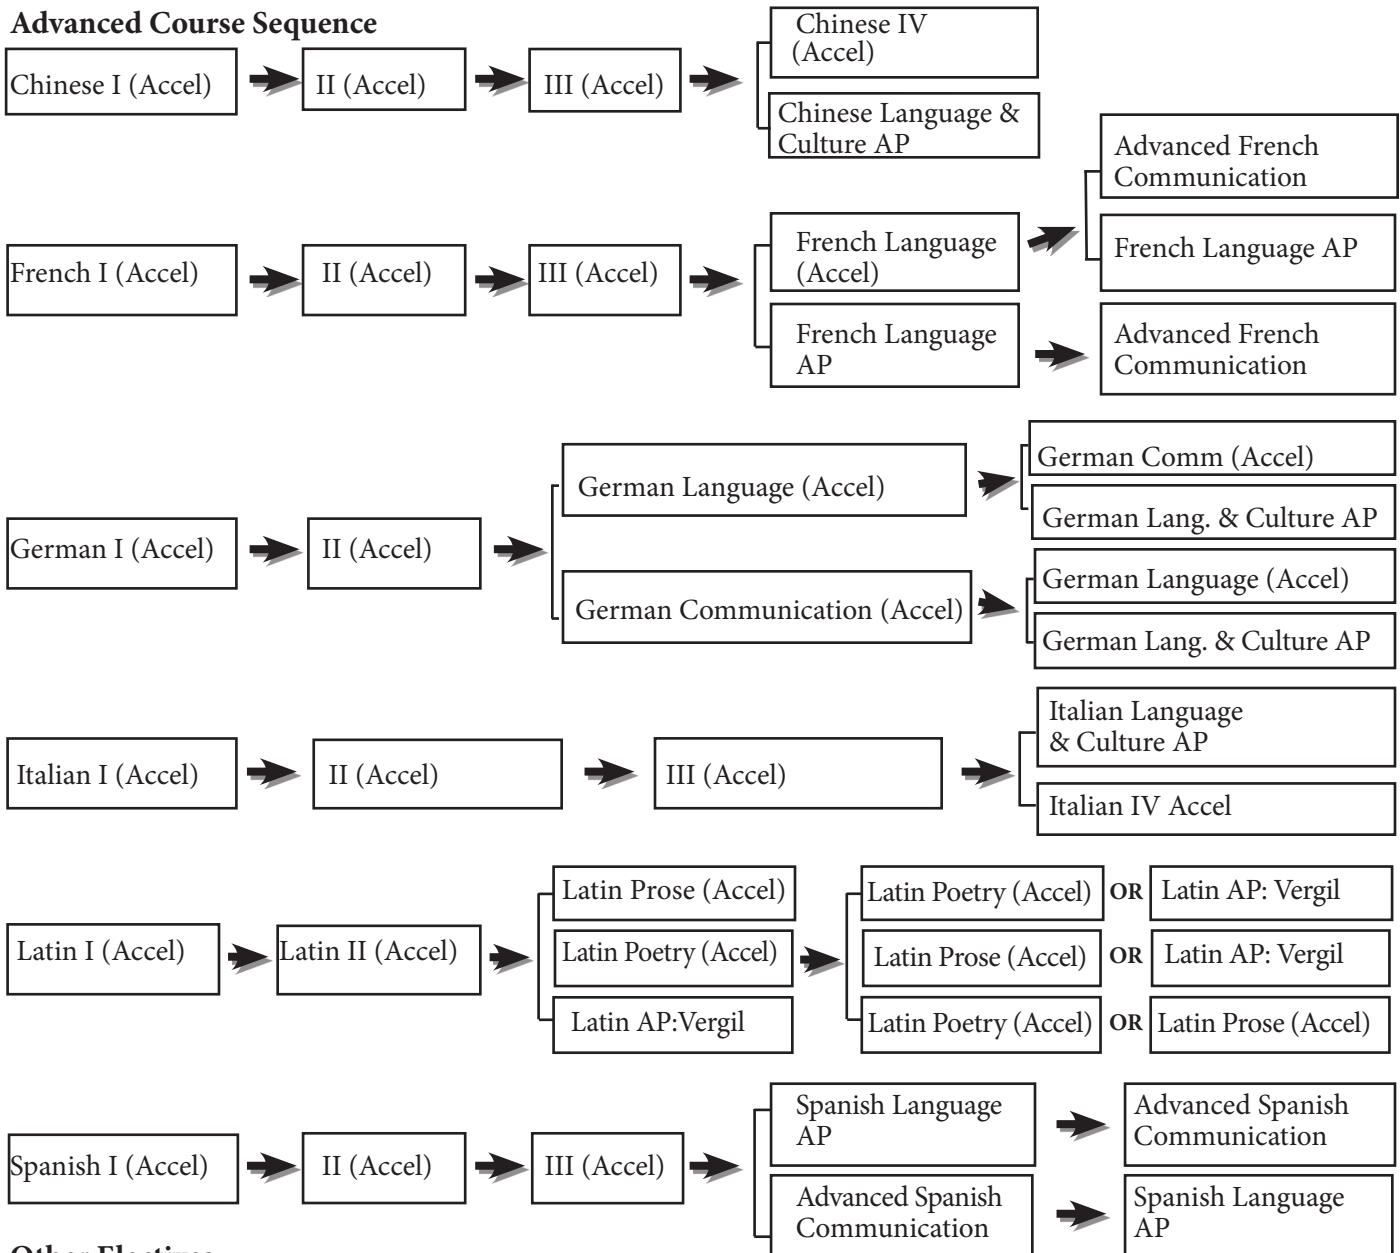 Advanced Course Sequence
Chinese I (Accel)
II (Accel)
III (Accel)
Chinese IV
(Accel)
Chinese Language &
Culture AP
French I (Accel)
II (Accel)
III (Accel)
French Language
(Accel)
French Language
AP
Advanced French
Communication
French Language AP
Advanced French
Communication
German I (Accel)
II (Accel)
German Language (Accel)
German Communication (Accel)
German Comm (Accel)
German Lang. & Culture AP
German Language (Accel)
German Lang. & Culture AP
Italian I (Accel)
II (Accel)
III (Accel)
Italian Language
& Culture AP
Italian IV Accel
Latin I (Accel)
Latin II (Accel)
Latin Prose (Accel)
Latin Poetry (Accel)
Latin AP:Vergil
Latin Poetry (Accel) OR Latin AP: Vergil
Latin Prose (Accel) OR Latin AP: Vergil
Latin Poetry (Accel) OR Latin Prose (Accel)
Spanish I (Accel)
II (Accel)
III (Accel)
Spanish Language
AP
Advanced Spanish
Communication
Advanced Spanish
Communication
Spanish Language
AP
Other Electives